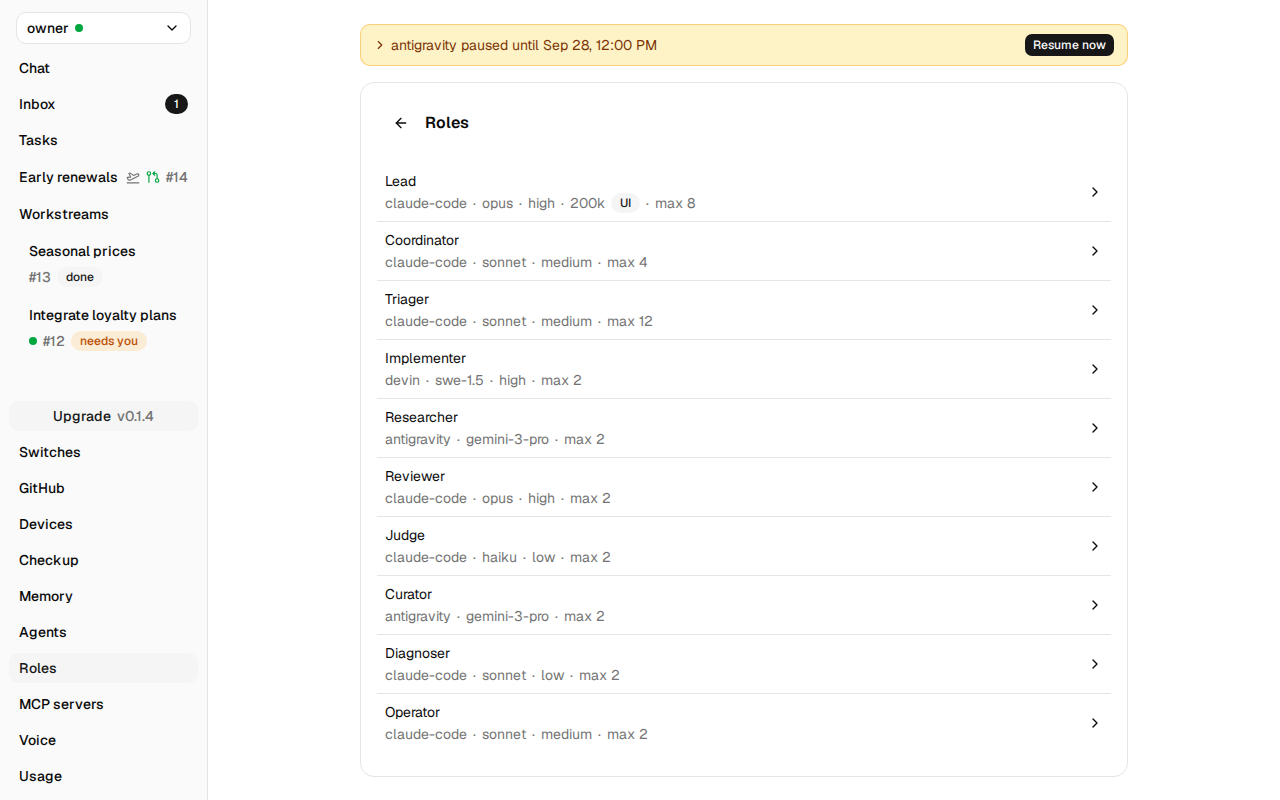 owner
Chat
Inbox 1
Tasks
Early renewals #14
Workstreams
Seasonal prices
#13 done
Integrate loyalty plans
#12 needs you
Upgrade v0.1.4
Switches
GitHub
Devices
Checkup
Memory
Agents
Roles
MCP servers
Voice
Usage
antigravity paused until Sep 28, 12:00 PM
Resume now
Roles
Lead
claude-code · opus · high · 200k UI · max 8
Coordinator
claude-code · sonnet · medium · max 4
Triager
claude-code · sonnet · medium · max 12
Implementer
devin · swe-1.5 · high · max 2
Researcher
antigravity · gemini-3-pro · max 2
Reviewer
claude-code · opus · high · max 2
Judge
claude-code · haiku · low · max 2
Curator
antigravity · gemini-3-pro · max 2
Diagnoser
claude-code · sonnet · low · max 2
Operator
claude-code · sonnet · medium · max 2